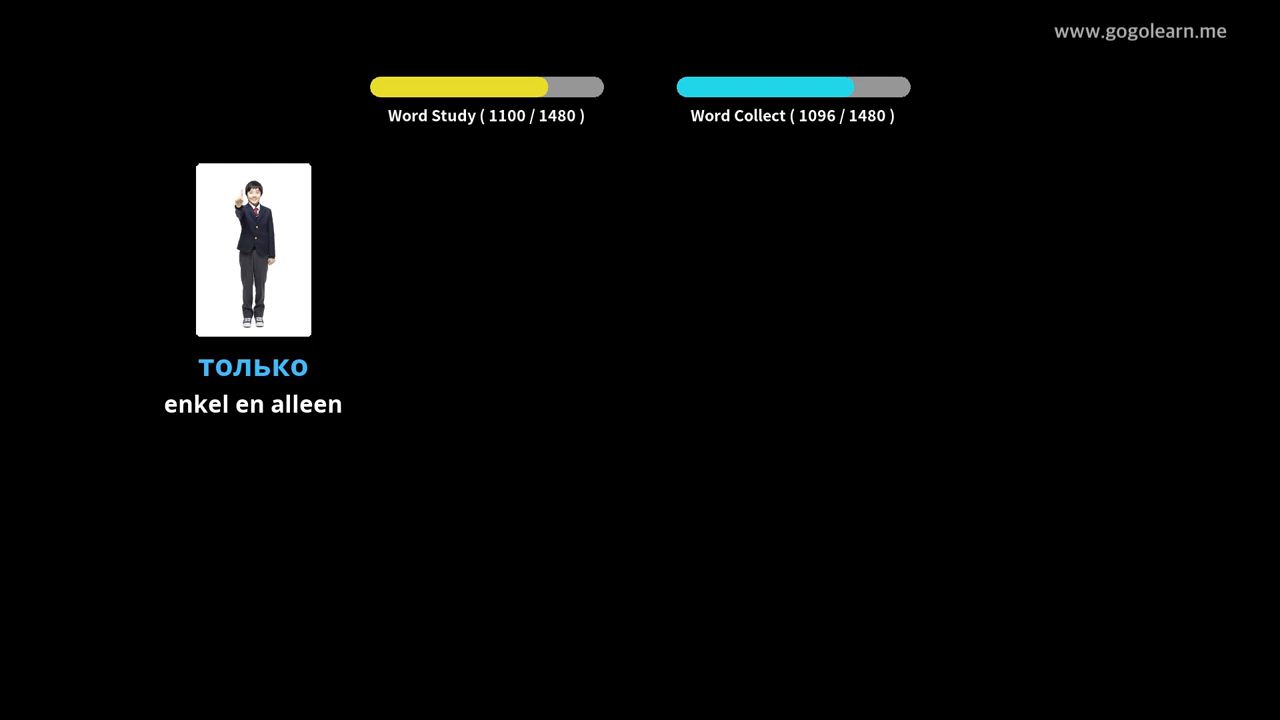 www.gogolearn.me
Word Study ( 1100 / 1480 )
Word Collect ( 1096 / 1480 )
только
enkel en alleen